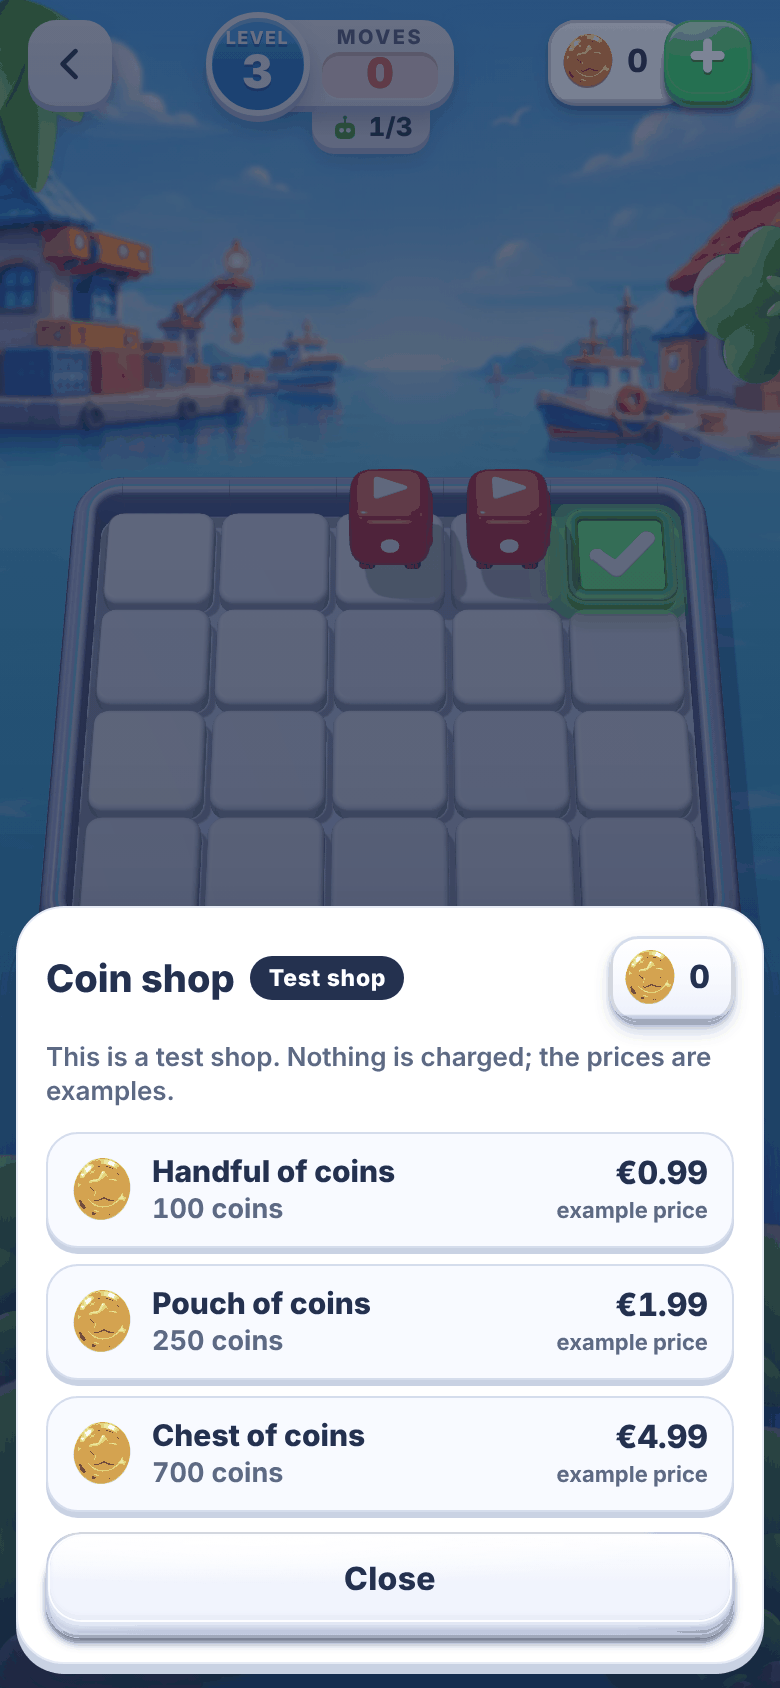 LEVEL
3
MOVES
0
1/3
0
Coin shop
Test shop
0
This is a test shop. Nothing is charged; the prices are
examples.
Handful of coins
100 coins
€0.99
example price
Pouch of coins
250 coins
€1.99
example price
Chest of coins
700 coins
€4.99
example price
Close